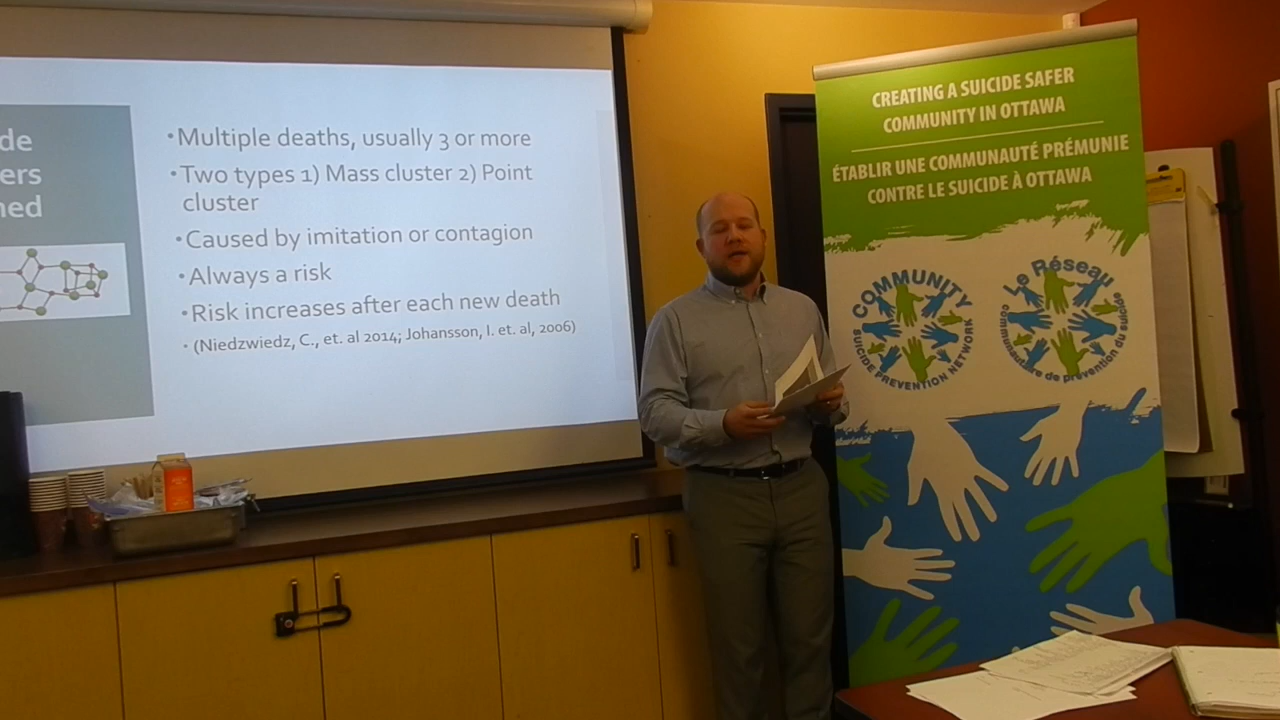 de
ers
ned
•Multiple deaths, usually 3 or more
•Two types 1) Mass cluster 2) Point
cluster
•Caused by imitation or contagion
•Always a risk
•Risk increases after each new death
•(Niedzwiedz, C., et. al 2014; Johansson, I. et. al, 2006)
CREATING A SUICIDE SAFER
COMMUNITY IN OTTAWA
ÉTABLIR UNE COMMUNAUTÉ PRÉMUNIE
CONTRE LE SUICIDE À OTTAWA
COMMUNITY
SUICIDE PREVENTION NETWORK
Le Réseau
communautaire de prévention du suicide